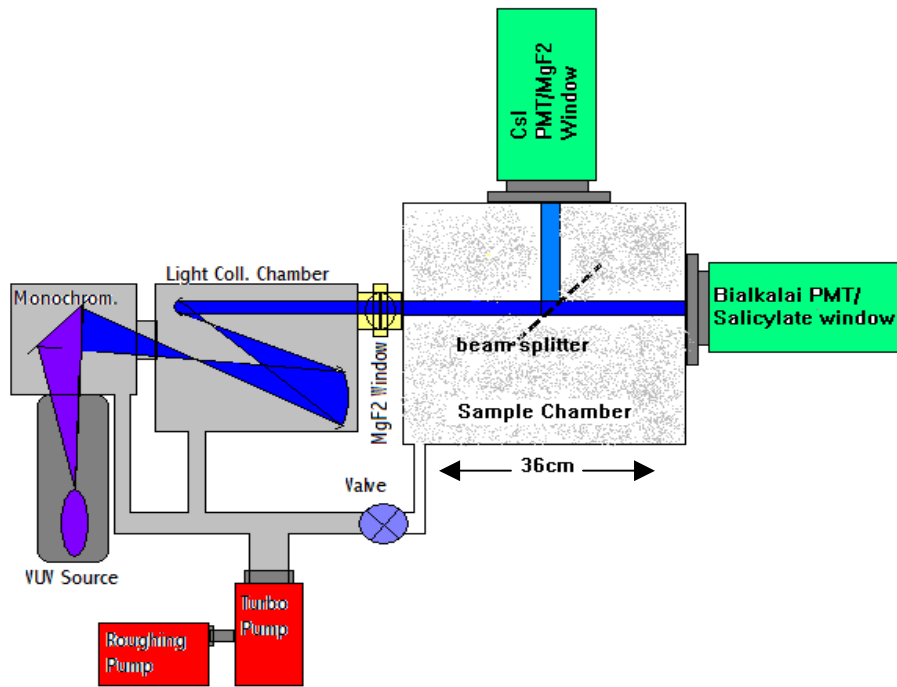 CsI
PMT/MgF2
Window
Light Coll. Chamber
Monochrom.
Bialkalai PMT/
Salicylate window
beam splitter
MgF2 Window
Sample Chamber
36cm
Valve
VUV Source
Turbo
Pump
Roughing
Pump